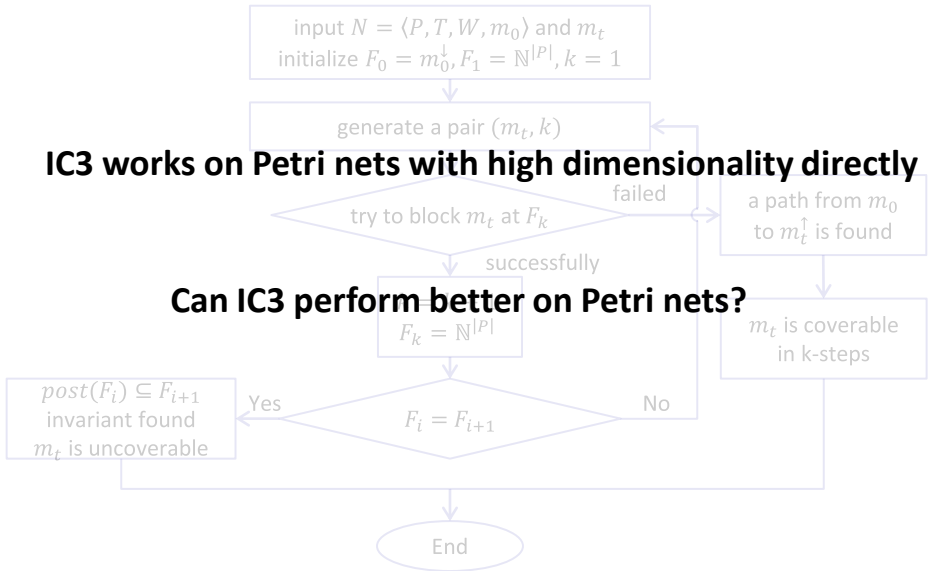 input N = ⟨P, T, W, m₀⟩ and mₜ
initialize F₀ = m₀↓, F₁ = ℕ^|P|, k = 1
generate a pair (mₜ, k)
IC3 works on Petri nets with high dimensionality directly
failed
try to block mₜ at Fₖ
a path from m₀
to mₜ↑ is found
successfully
Can IC3 perform better on Petri nets?
Fₖ = ℕ^|P|
mₜ is coverable
in k-steps
post(Fᵢ) ⊆ Fᵢ₊₁
invariant found
mₜ is uncoverable
Yes
Fᵢ = Fᵢ₊₁
No
End